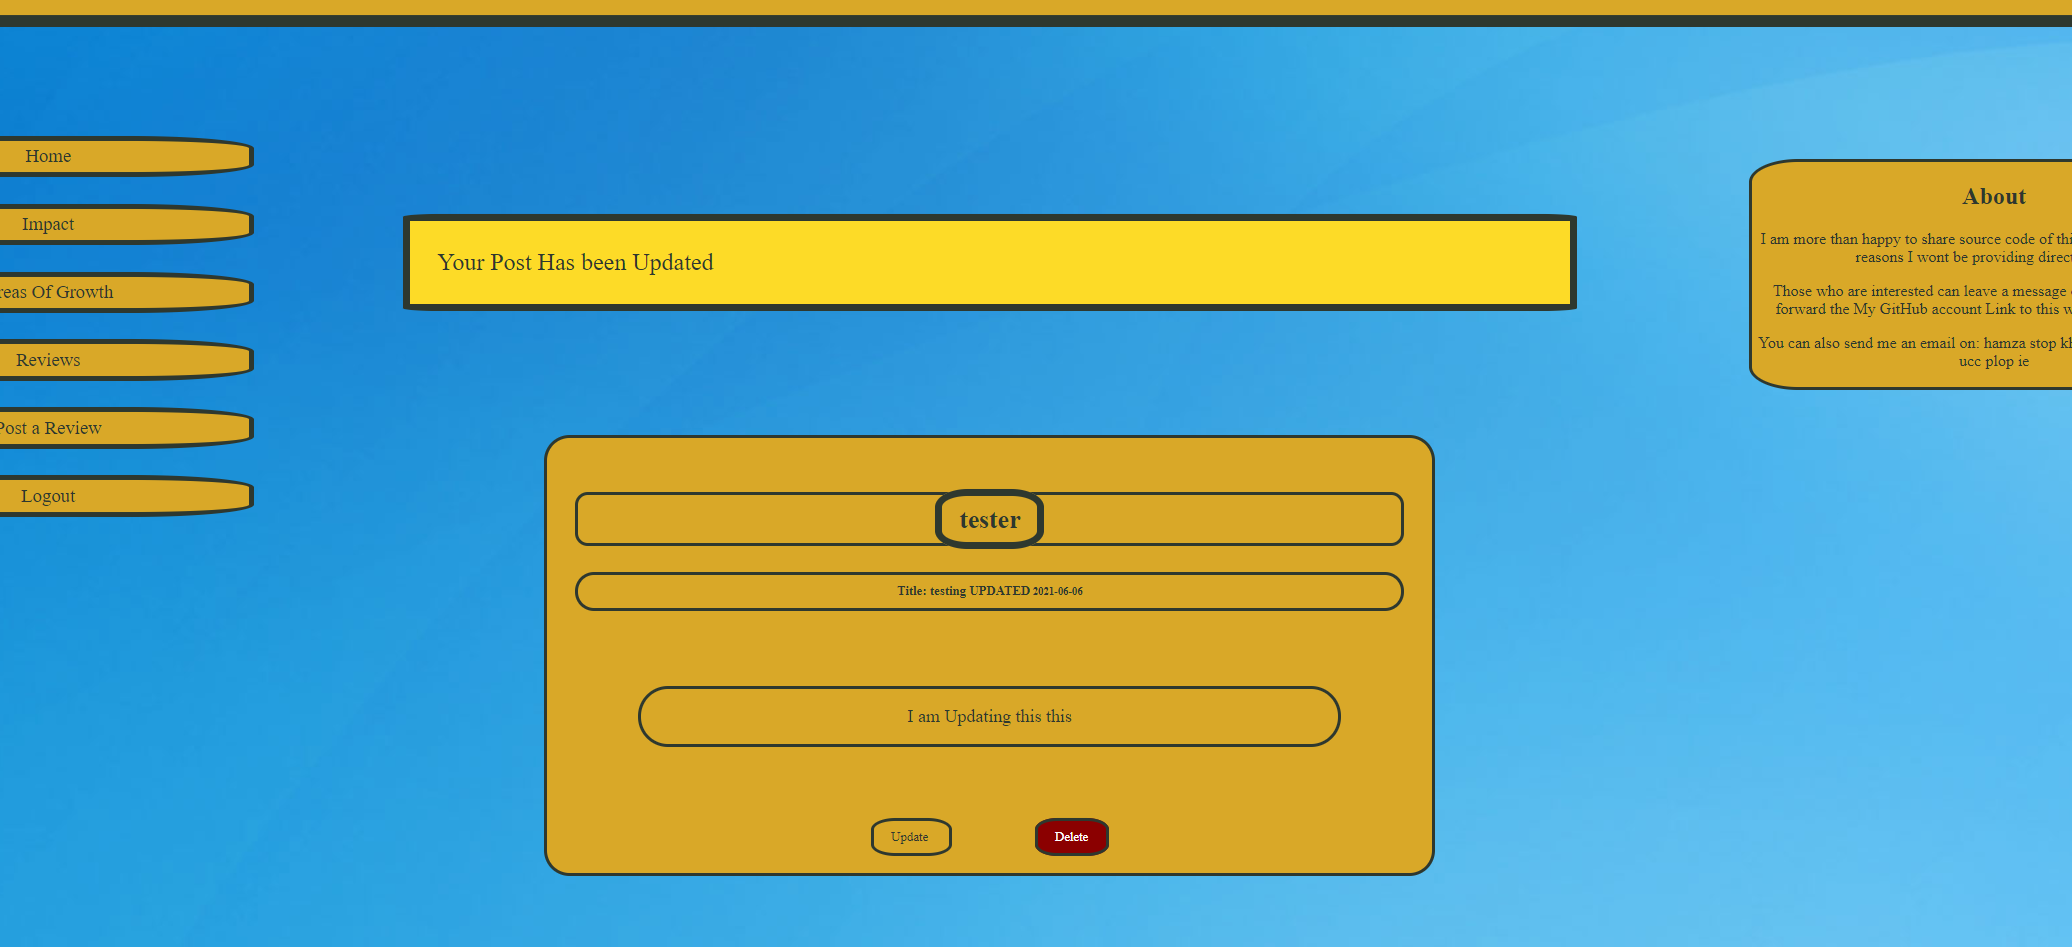 Home
Impact
reas Of Growth
Reviews
Post a Review
Logout
Your Post Has been Updated
tester
Title: testing UPDATED 2021-06-06
I am Updating this this
Update
Delete
About
I am more than happy to share source code of thi
reasons I wont be providing direct
Those who are interested can leave a message
forward the My GitHub account Link to this w
You can also send me an email on: hamza stop kh
ucc plop ie